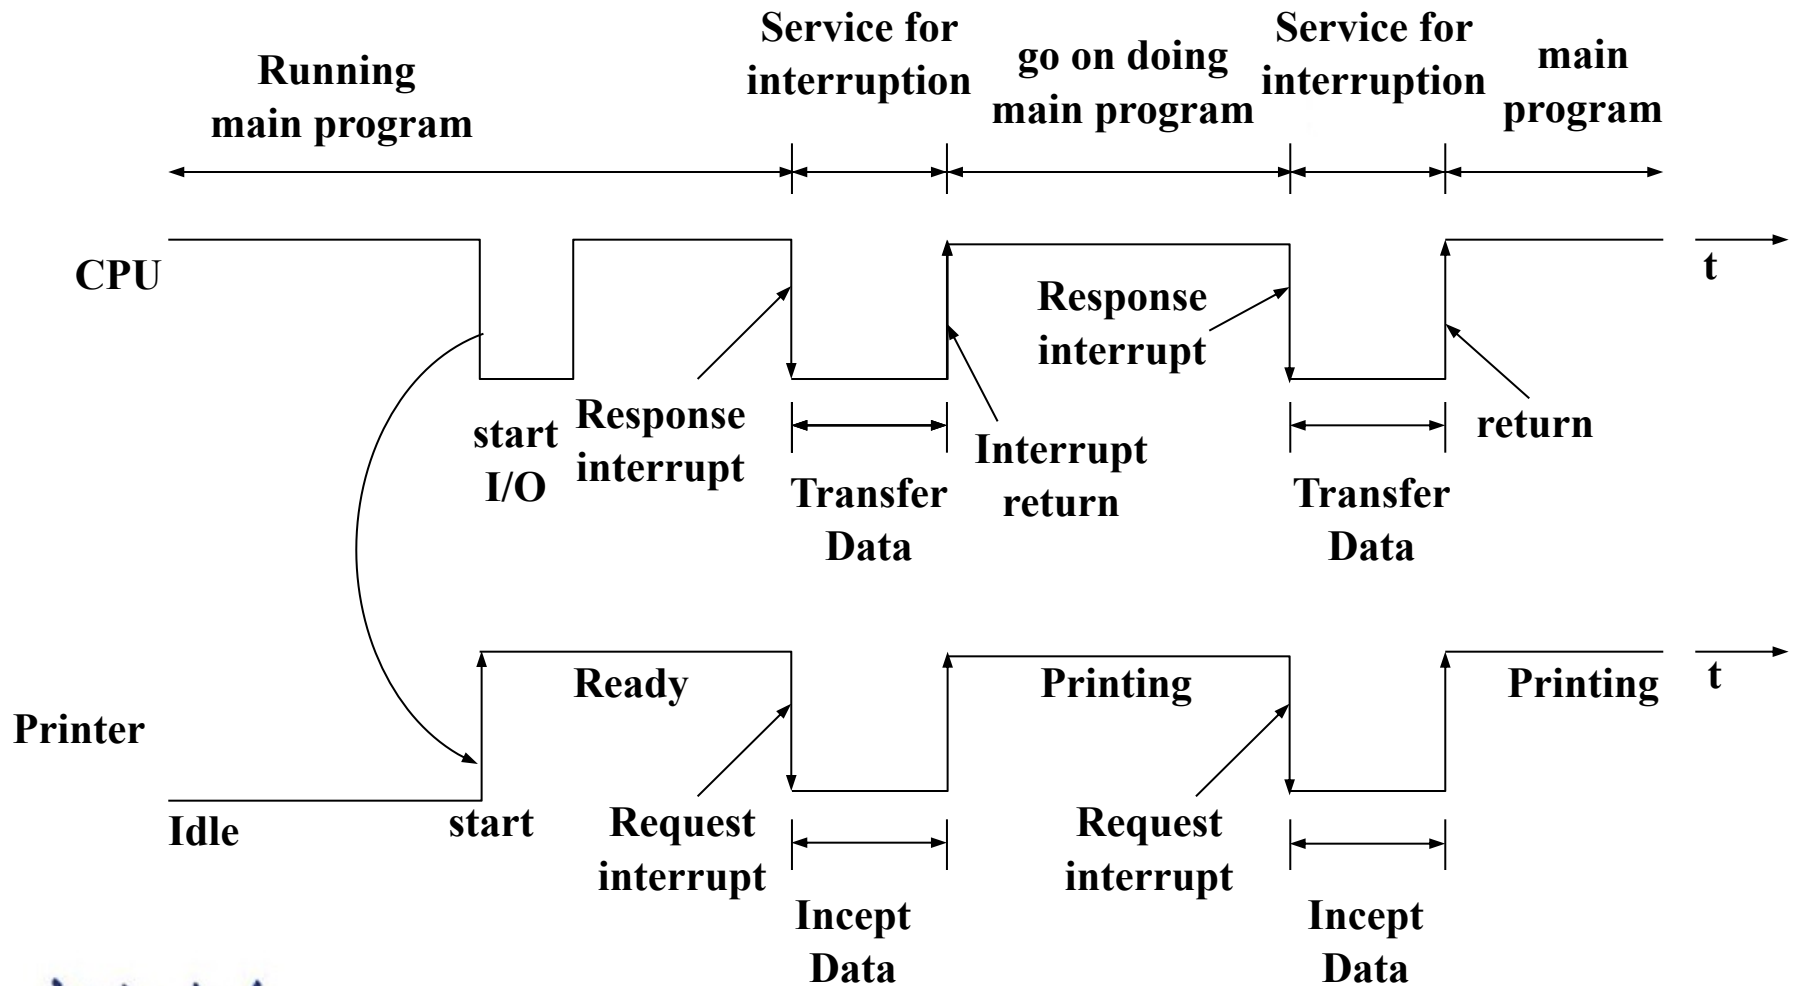 Running
main program
Service for
interruption
go on doing
main program
Service for
interruption
main
program
CPU
t
start
I/O
Response
interrupt
Transfer
Data
Interrupt
return
Response
interrupt
Transfer
Data
return
Printer
Idle
start
Ready
Request
interrupt
Incept
Data
Printing
Request
interrupt
Incept
Data
Printing
t